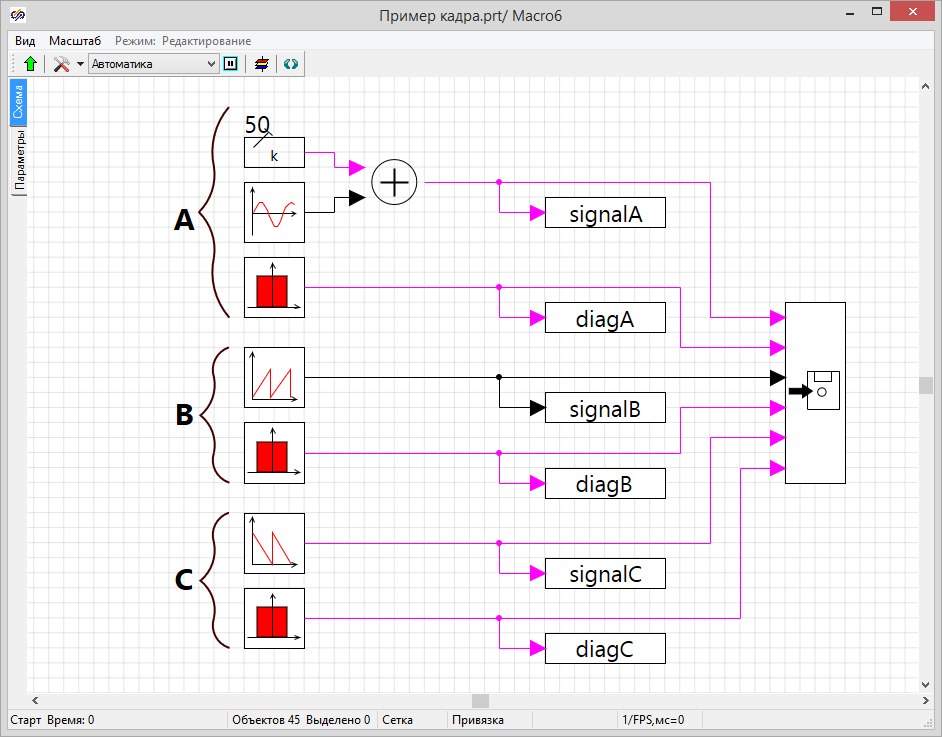 Пример кадра.prt/ Macro6
Вид Масштаб Режим: Редактирование
Автоматика
Схема
Параметры
50
k
A
signalA
diagA
B
signalB
diagB
C
signalC
diagC
Старт Время: 0 Объектов 45 Выделено 0 Сетка Привязка 1/FPS,мс=0